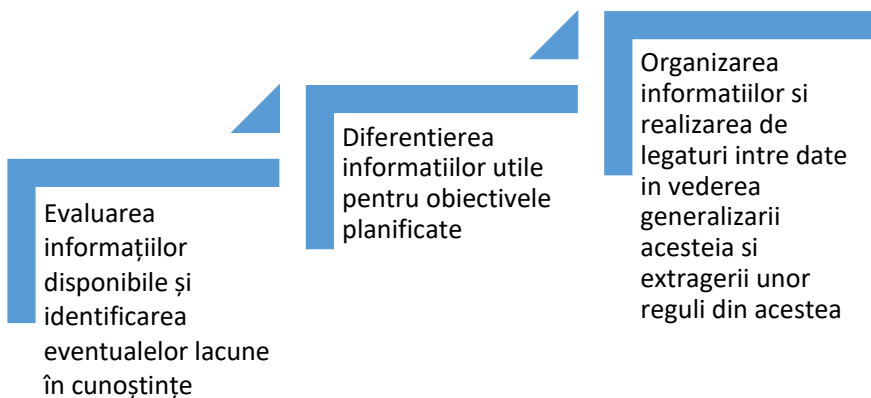 Evaluarea
informațiilor
disponibile și
identificarea
eventualelor lacune
în cunoștințe
Diferentierea
informatiilor utile
pentru obiectivele
planificate
Organizarea
informatiilor si
realizarea de
legaturi intre date
in vederea
generalizarii
acesteia si
extragerii unor
reguli din acestea